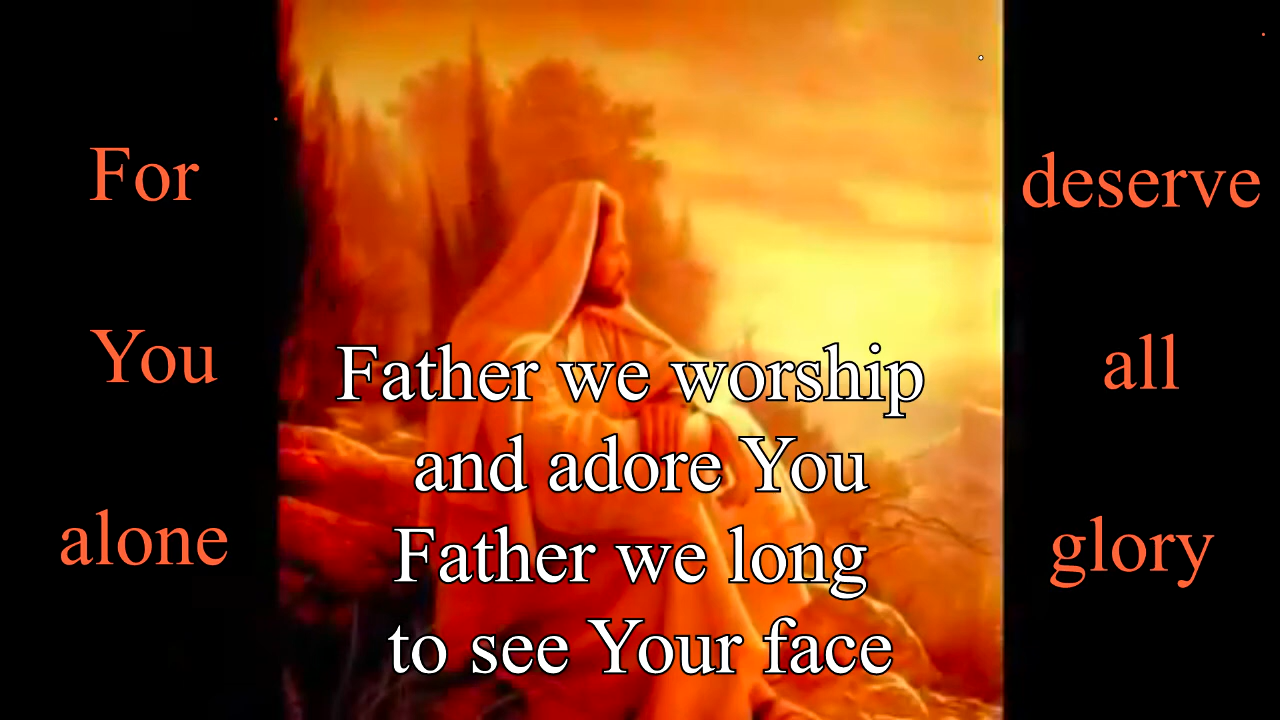 For
You
alone
Father we worship
and adore You
Father we long
to see Your face
deserve
all
glory